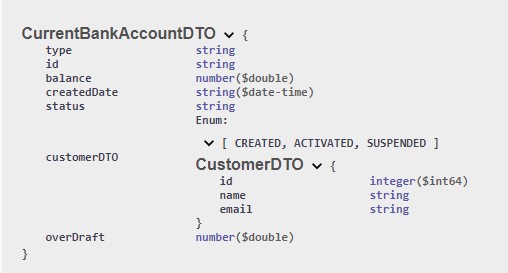 CurrentBankAccountDTO {
type string
id string
balance number($double)
createdDate string($date-time)
status string
Enum:
[ CREATED, ACTIVATED, SUSPENDED ]
customerDTO CustomerDTO {
id integer($int64)
name string
email string
}
overDraft number($double)
}